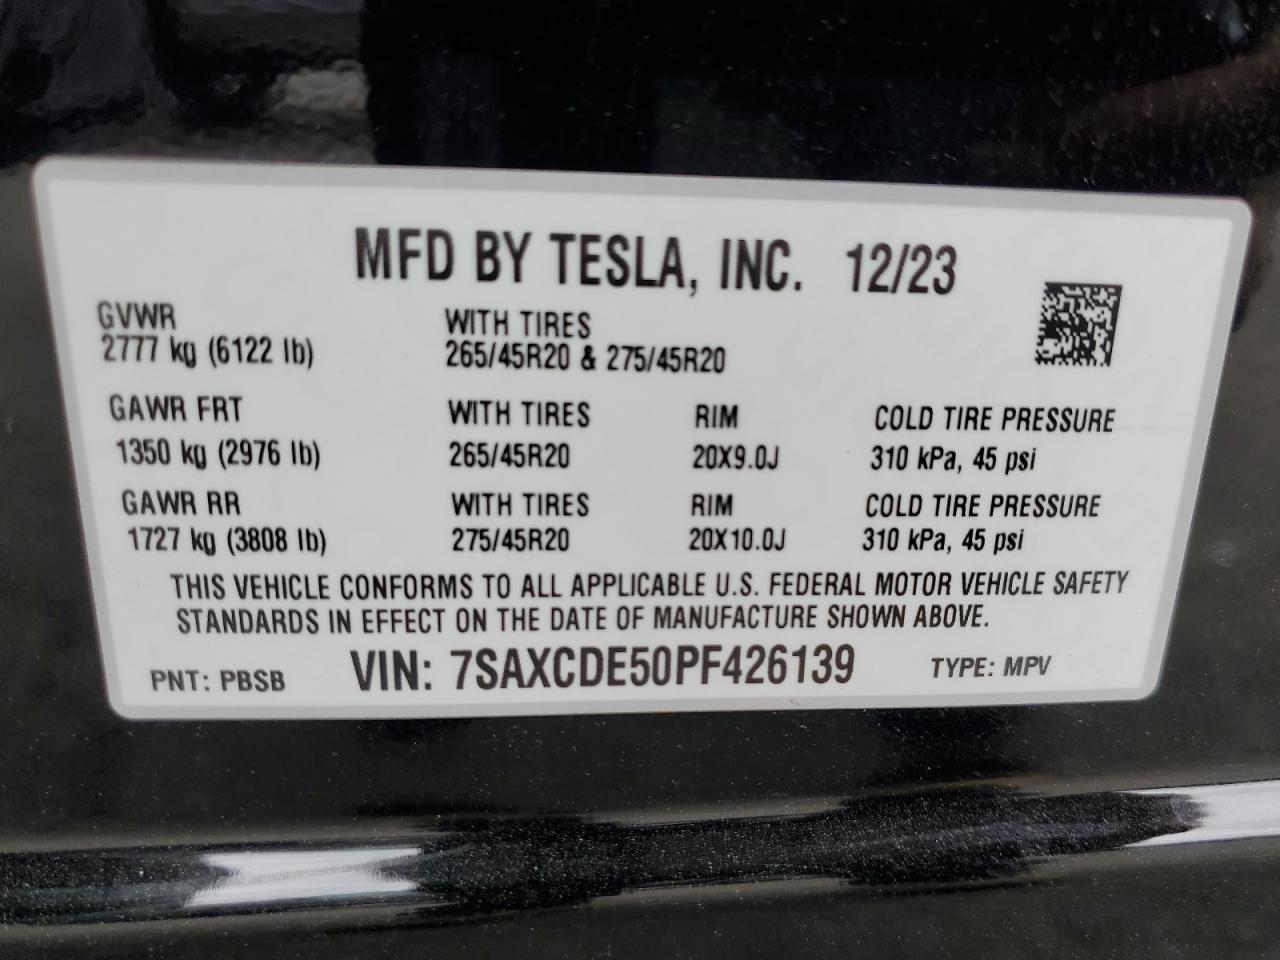 MFD BY TESLA, INC. 12/23
GVWR
2777 kg (6122 lb)
WITH TIRES
265/45R20 & 275/45R20
GAWR FRT WITH TIRES RIM COLD TIRE PRESSURE
1350 kg (2976 lb) 265/45R20 20X9.0J 310 kPa, 45 psi
GAWR RR WITH TIRES RIM COLD TIRE PRESSURE
1727 kg (3808 lb) 275/45R20 20X10.0J 310 kPa, 45 psi
THIS VEHICLE CONFORMS TO ALL APPLICABLE U.S. FEDERAL MOTOR VEHICLE SAFETY
STANDARDS IN EFFECT ON THE DATE OF MANUFACTURE SHOWN ABOVE.
PNT: PBSB VIN: 7SAXCDE50PF426139 TYPE: MPV